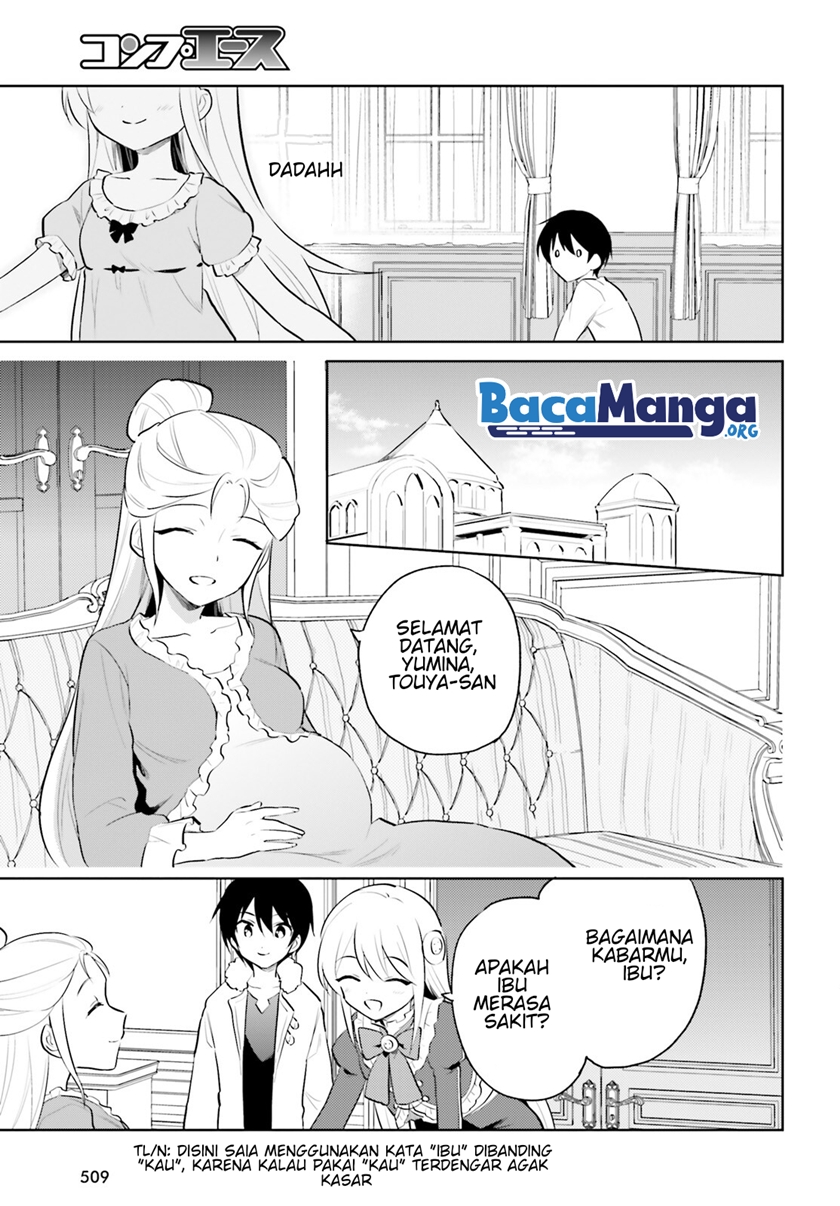 コンプエース
DADAHH
BacaManga
.ORG
SELAMAT
DATANG,
YUMINA,
TOUYA-SAN
BAGAIMANA
KABARMU,
IBU?
APAKAH
IBU
MERASA
SAKIT?
TL/N: DISINI SAIA MENGGUNAKAN KATA "IBU" DIBANDING
"KAU", KARENA KALAU PAKAI "KAU" TERDENGAR AGAK
KASAR
509